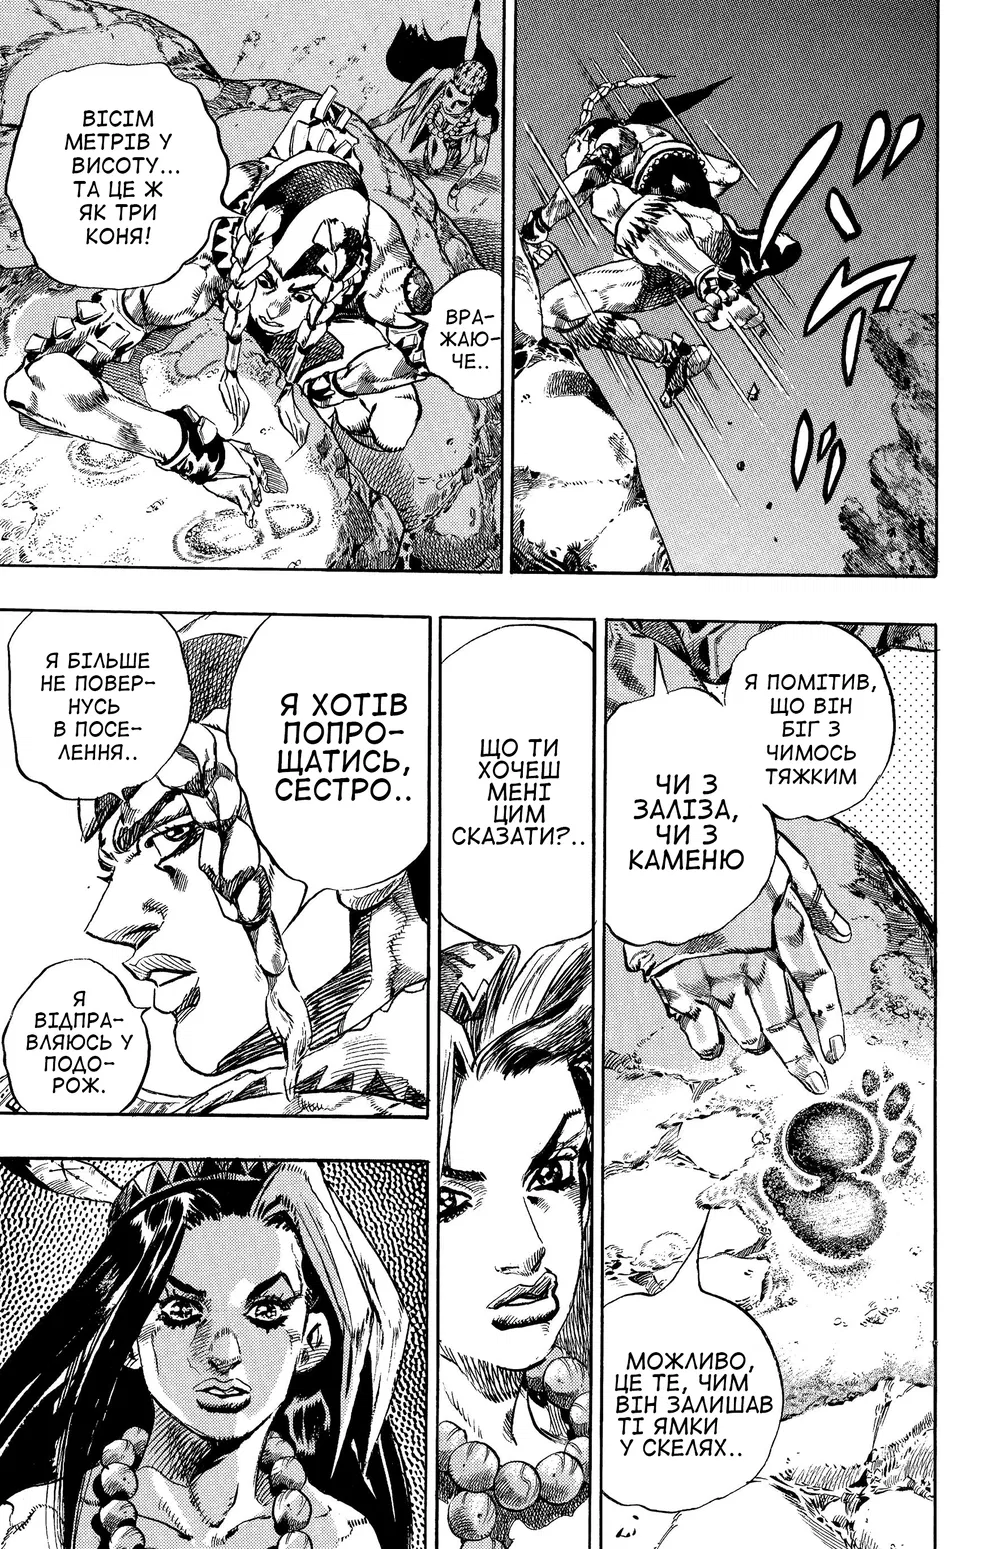 ВРА-
ЖАЮ-
ЧЕ..
ВІСІМ
МЕТРІВ У
ВИСОТУ...
ТА ЦЕ Ж
ЯК ТРИ
КОНЯ!
Я ПОМІТИВ,
ЩО ВІН
БІГ З
ЧИМОСЬ
ТЯЖКИМ
ЧИ З
ЗАЛІЗА,
ЧИ З
КАМЕНЮ
МОЖЛИВО,
ЦЕ ТЕ, ЧИМ
ВІН ЗАЛИШАВ
ТІ ЯМКИ
У СКЕЛЯХ..
ЩО ТИ
ХОЧЕШ
МЕНІ
ЦИМ
СКАЗАТИ?..
Я ХОТІВ
ПОПРО-
ЩАТИСЬ,
СЕСТРО..
Я БІЛЬШЕ
НЕ ПОВЕР-
НУСЬ
В ПОСЕ-
ЛЕННЯ..
Я
ВІДПРА-
ВЛЯЮСЬ У
ПОДО-
РОЖ.